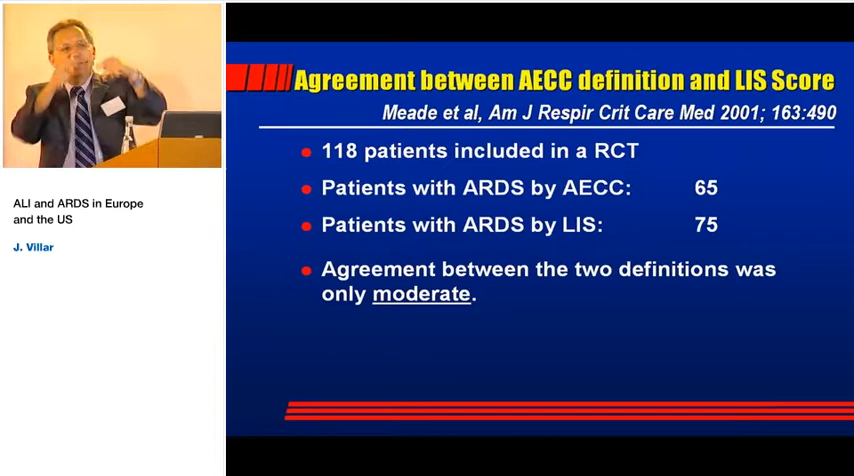 Agreement between AECC definition and LIS Score
Meade et al, Am J Respir Crit Care Med 2001; 163:490
118 patients included in a RCT
Patients with ARDS by AECC: 65
Patients with ARDS by LIS: 75
Agreement between the two definitions was
only moderate.
ALI and ARDS in Europe
and the US
J. Villar